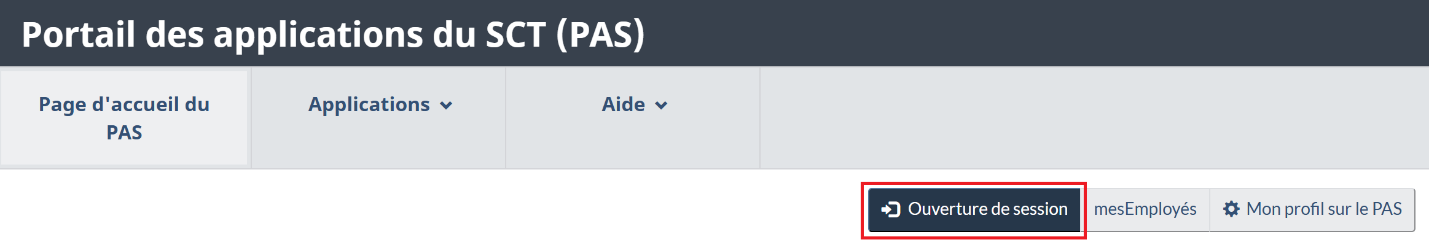 Portail des applications du SCT (PAS)
Page d'accueil du
PAS
Applications
Aide
Ouverture de session
mesEmployés
Mon profil sur le PAS